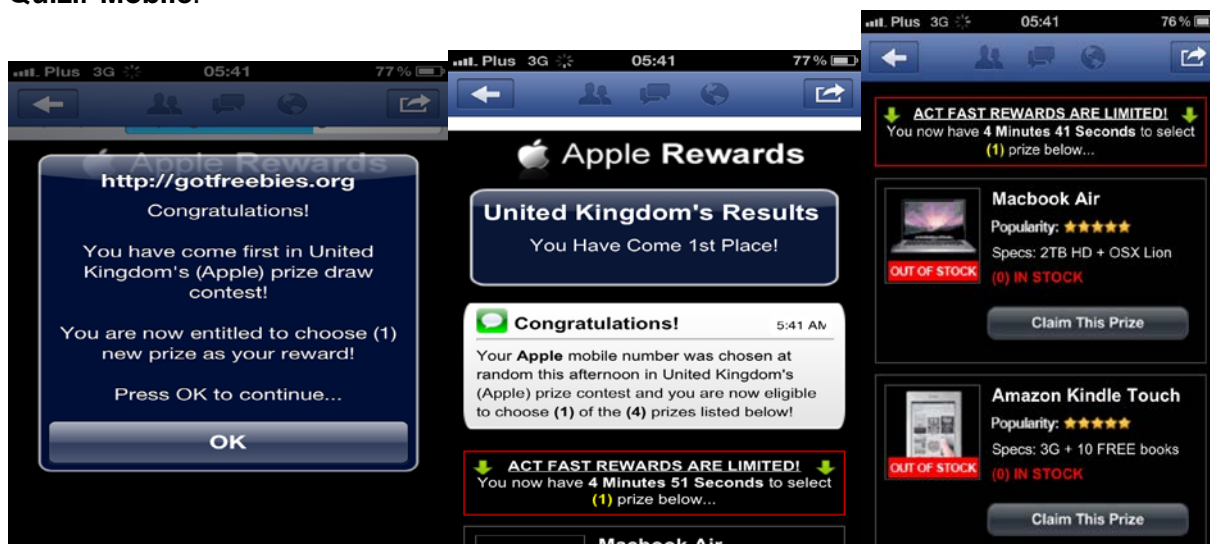 Quizir Mobile:
Plus 3G 05:41 77%
Apple Rewards
http://gotfreebies.org
Congratulations!
You have come first in United
Kingdom's (Apple) prize draw
contest!
You are now entitled to choose (1)
new prize as your reward!
Press OK to continue...
OK
Plus 3G 05:41 77%
Apple Rewards
United Kingdom's Results
You Have Come 1st Place!
Congratulations! 5:41 AM
Your Apple mobile number was chosen at
random this afternoon in United Kingdom's
(Apple) prize contest and you are now eligible
to choose (1) of the (4) prizes listed below!
ACT FAST REWARDS ARE LIMITED!
You now have 4 Minutes 51 Seconds to select
(1) prize below...
Macbook Air
Plus 3G 05:41 76%
ACT FAST REWARDS ARE LIMITED!
You now have 4 Minutes 41 Seconds to select
(1) prize below...
Macbook Air
Popularity:
Specs: 2TB HD + OSX Lion
OUT OF STOCK
(0) IN STOCK
Claim This Prize
Amazon Kindle Touch
Popularity:
Specs: 3G + 10 FREE books
OUT OF STOCK
(0) IN STOCK
Claim This Prize